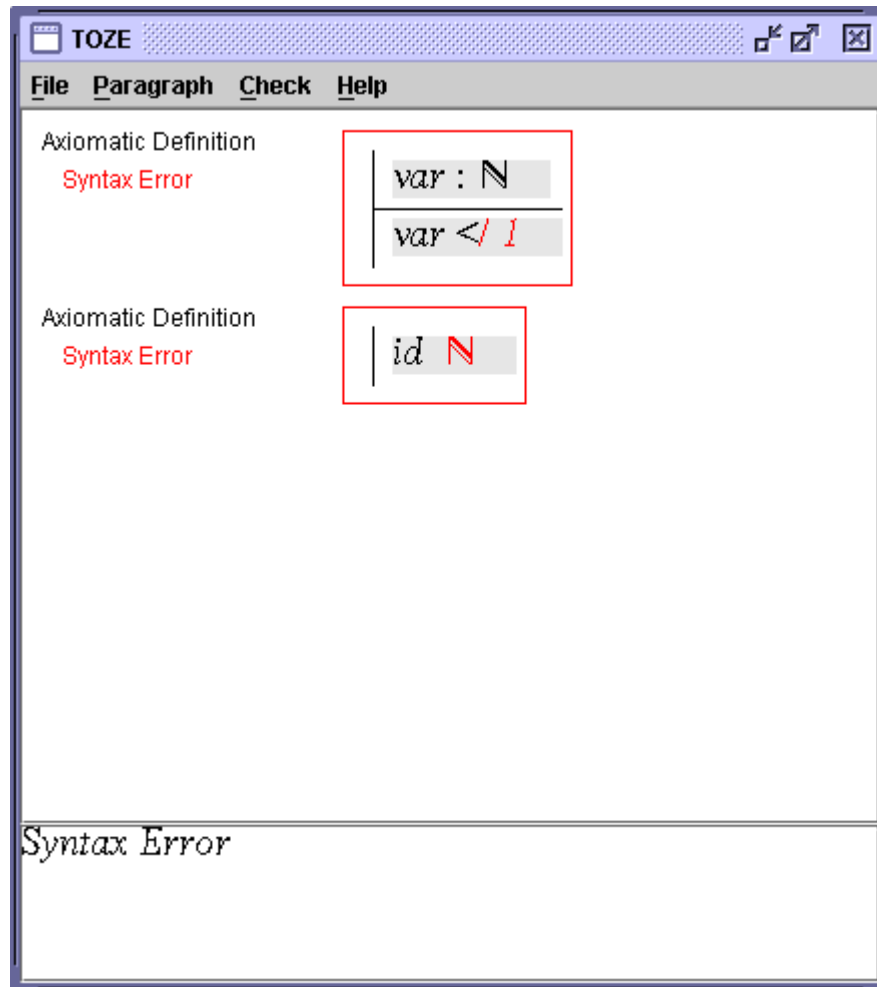 TOZE
File Paragraph Check Help
Axiomatic Definition
Syntax Error
var : ℕ
var </ 1
Axiomatic Definition
Syntax Error
id ℕ
Syntax Error